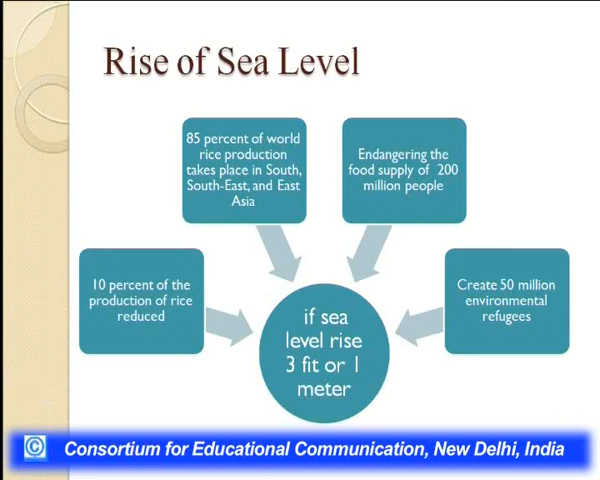 Rise of Sea Level
85 percent of world
rice production
takes place in South,
South-East, and East
Asia
Endangering the
food supply of 200
million people
10 percent of the
production of rice
reduced
Create 50 million
environmental
refugees
if sea
level rise
3 fit or 1
meter
© Consortium for Educational Communication, New Delhi, India